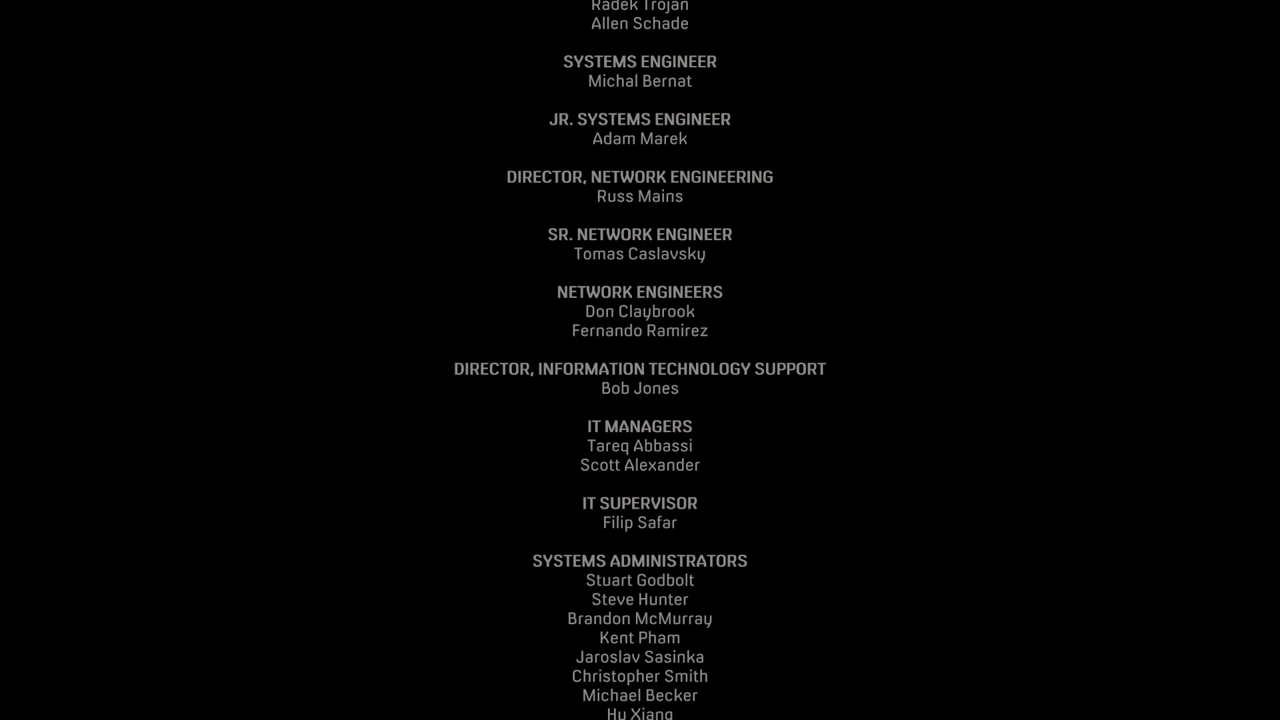 Radek Trojan
Allen Schade
SYSTEMS ENGINEER
Michal Bernat
JR. SYSTEMS ENGINEER
Adam Marek
DIRECTOR, NETWORK ENGINEERING
Russ Mains
SR. NETWORK ENGINEER
Tomas Caslavsky
NETWORK ENGINEERS
Don Claybrook
Fernando Ramirez
DIRECTOR, INFORMATION TECHNOLOGY SUPPORT
Bob Jones
IT MANAGERS
Tareq Abbassi
Scott Alexander
IT SUPERVISOR
Filip Safar
SYSTEMS ADMINISTRATORS
Stuart Godbolt
Steve Hunter
Brandon McMurray
Kent Pham
Jaroslav Sasinka
Christopher Smith
Michael Becker
Hu Xiang